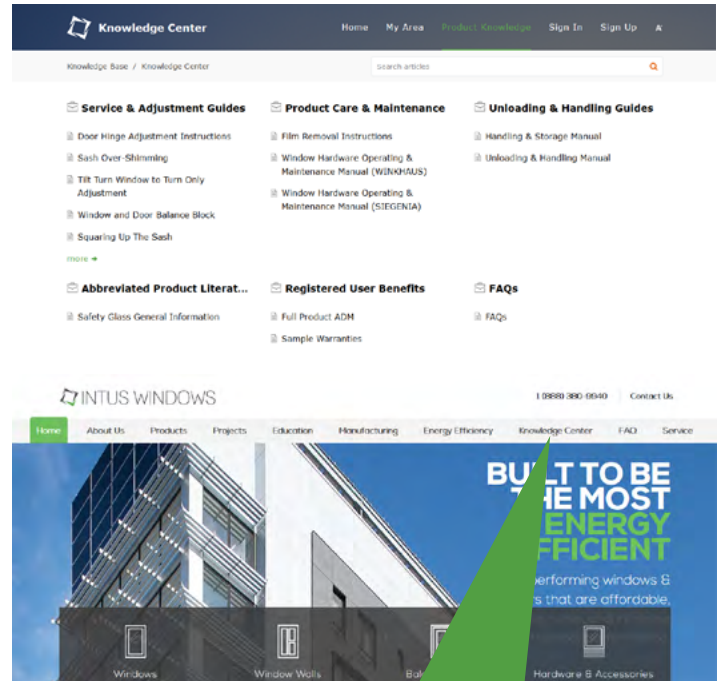 Knowledge Center
Home My Area Product Knowledge Sign In Sign Up
Knowledge Base / Knowledge Center
Search articles
Service & Adjustment Guides
Door Hinge Adjustment Instructions
Sash Over-Shimming
Tilt Turn Window to Turn Only
Adjustment
Window and Door Balance Block
Squaring Up The Sash
more →
Product Care & Maintenance
Film Removal Instructions
Window Hardware Operating &
Maintenance Manual (WINKHAUS)
Window Hardware Operating &
Maintenance Manual (SIEGENIA)
Unloading & Handling Guides
Handling & Storage Manual
Unloading & Handling Manual
Abbreviated Product Literat...
Safety Glass General Information
Registered User Benefits
Full Product ADM
Sample Warranties
FAQs
FAQs
INTUS WINDOWS
1 (888) 380-9940 Contact Us
Home About Us Products Projects Education Manufacturing Energy Efficiency Knowledge Center FAQ Service
BUILT TO BE
THE MOST
ENERGY
EFFICIENT
performing windows &
that are affordable,
Windows
Window Walls
Hardware & Accessories